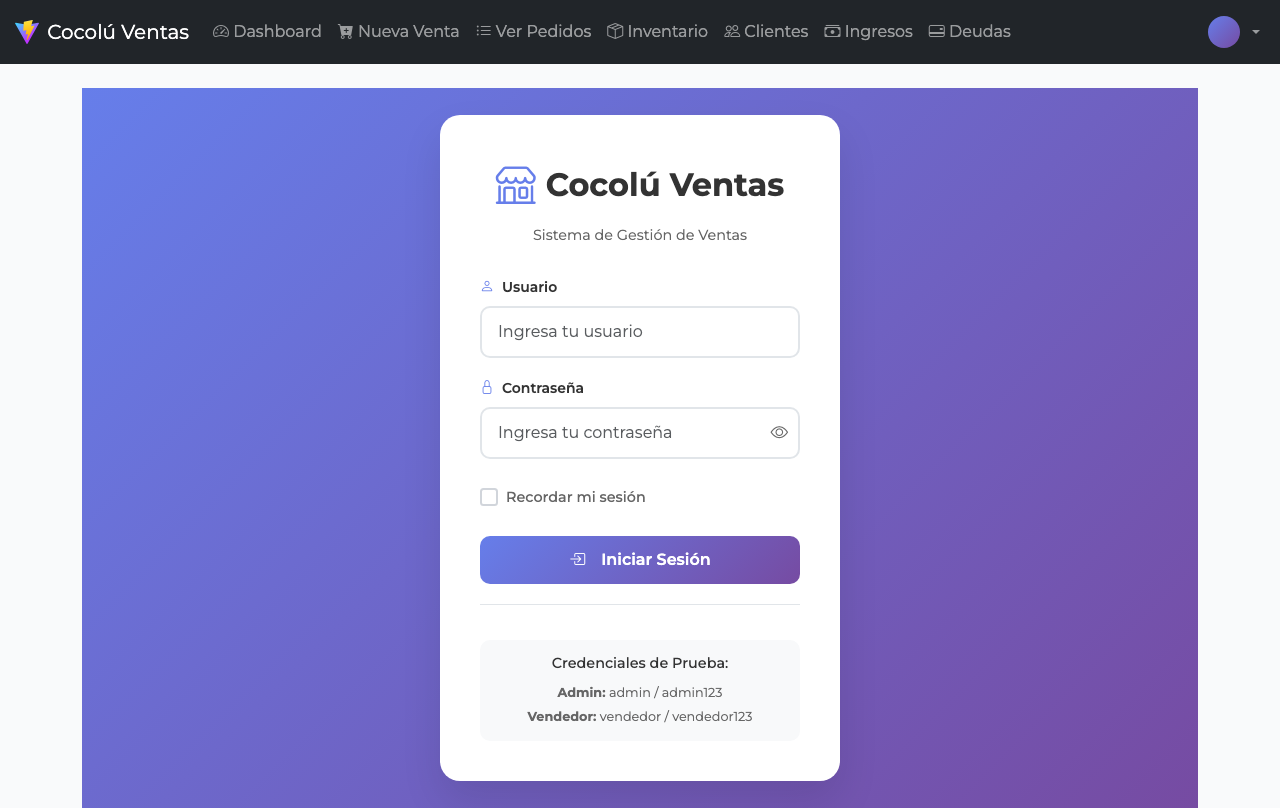 Cocolú Ventas Dashboard Nueva Venta Ver Pedidos Inventario Clientes Ingresos Deudas
Cocolú Ventas
Sistema de Gestión de Ventas
Usuario
Ingresa tu usuario
Contraseña
Ingresa tu contraseña
Recordar mi sesión
Iniciar Sesión
Credenciales de Prueba:
Admin: admin / admin123
Vendedor: vendedor / vendedor123